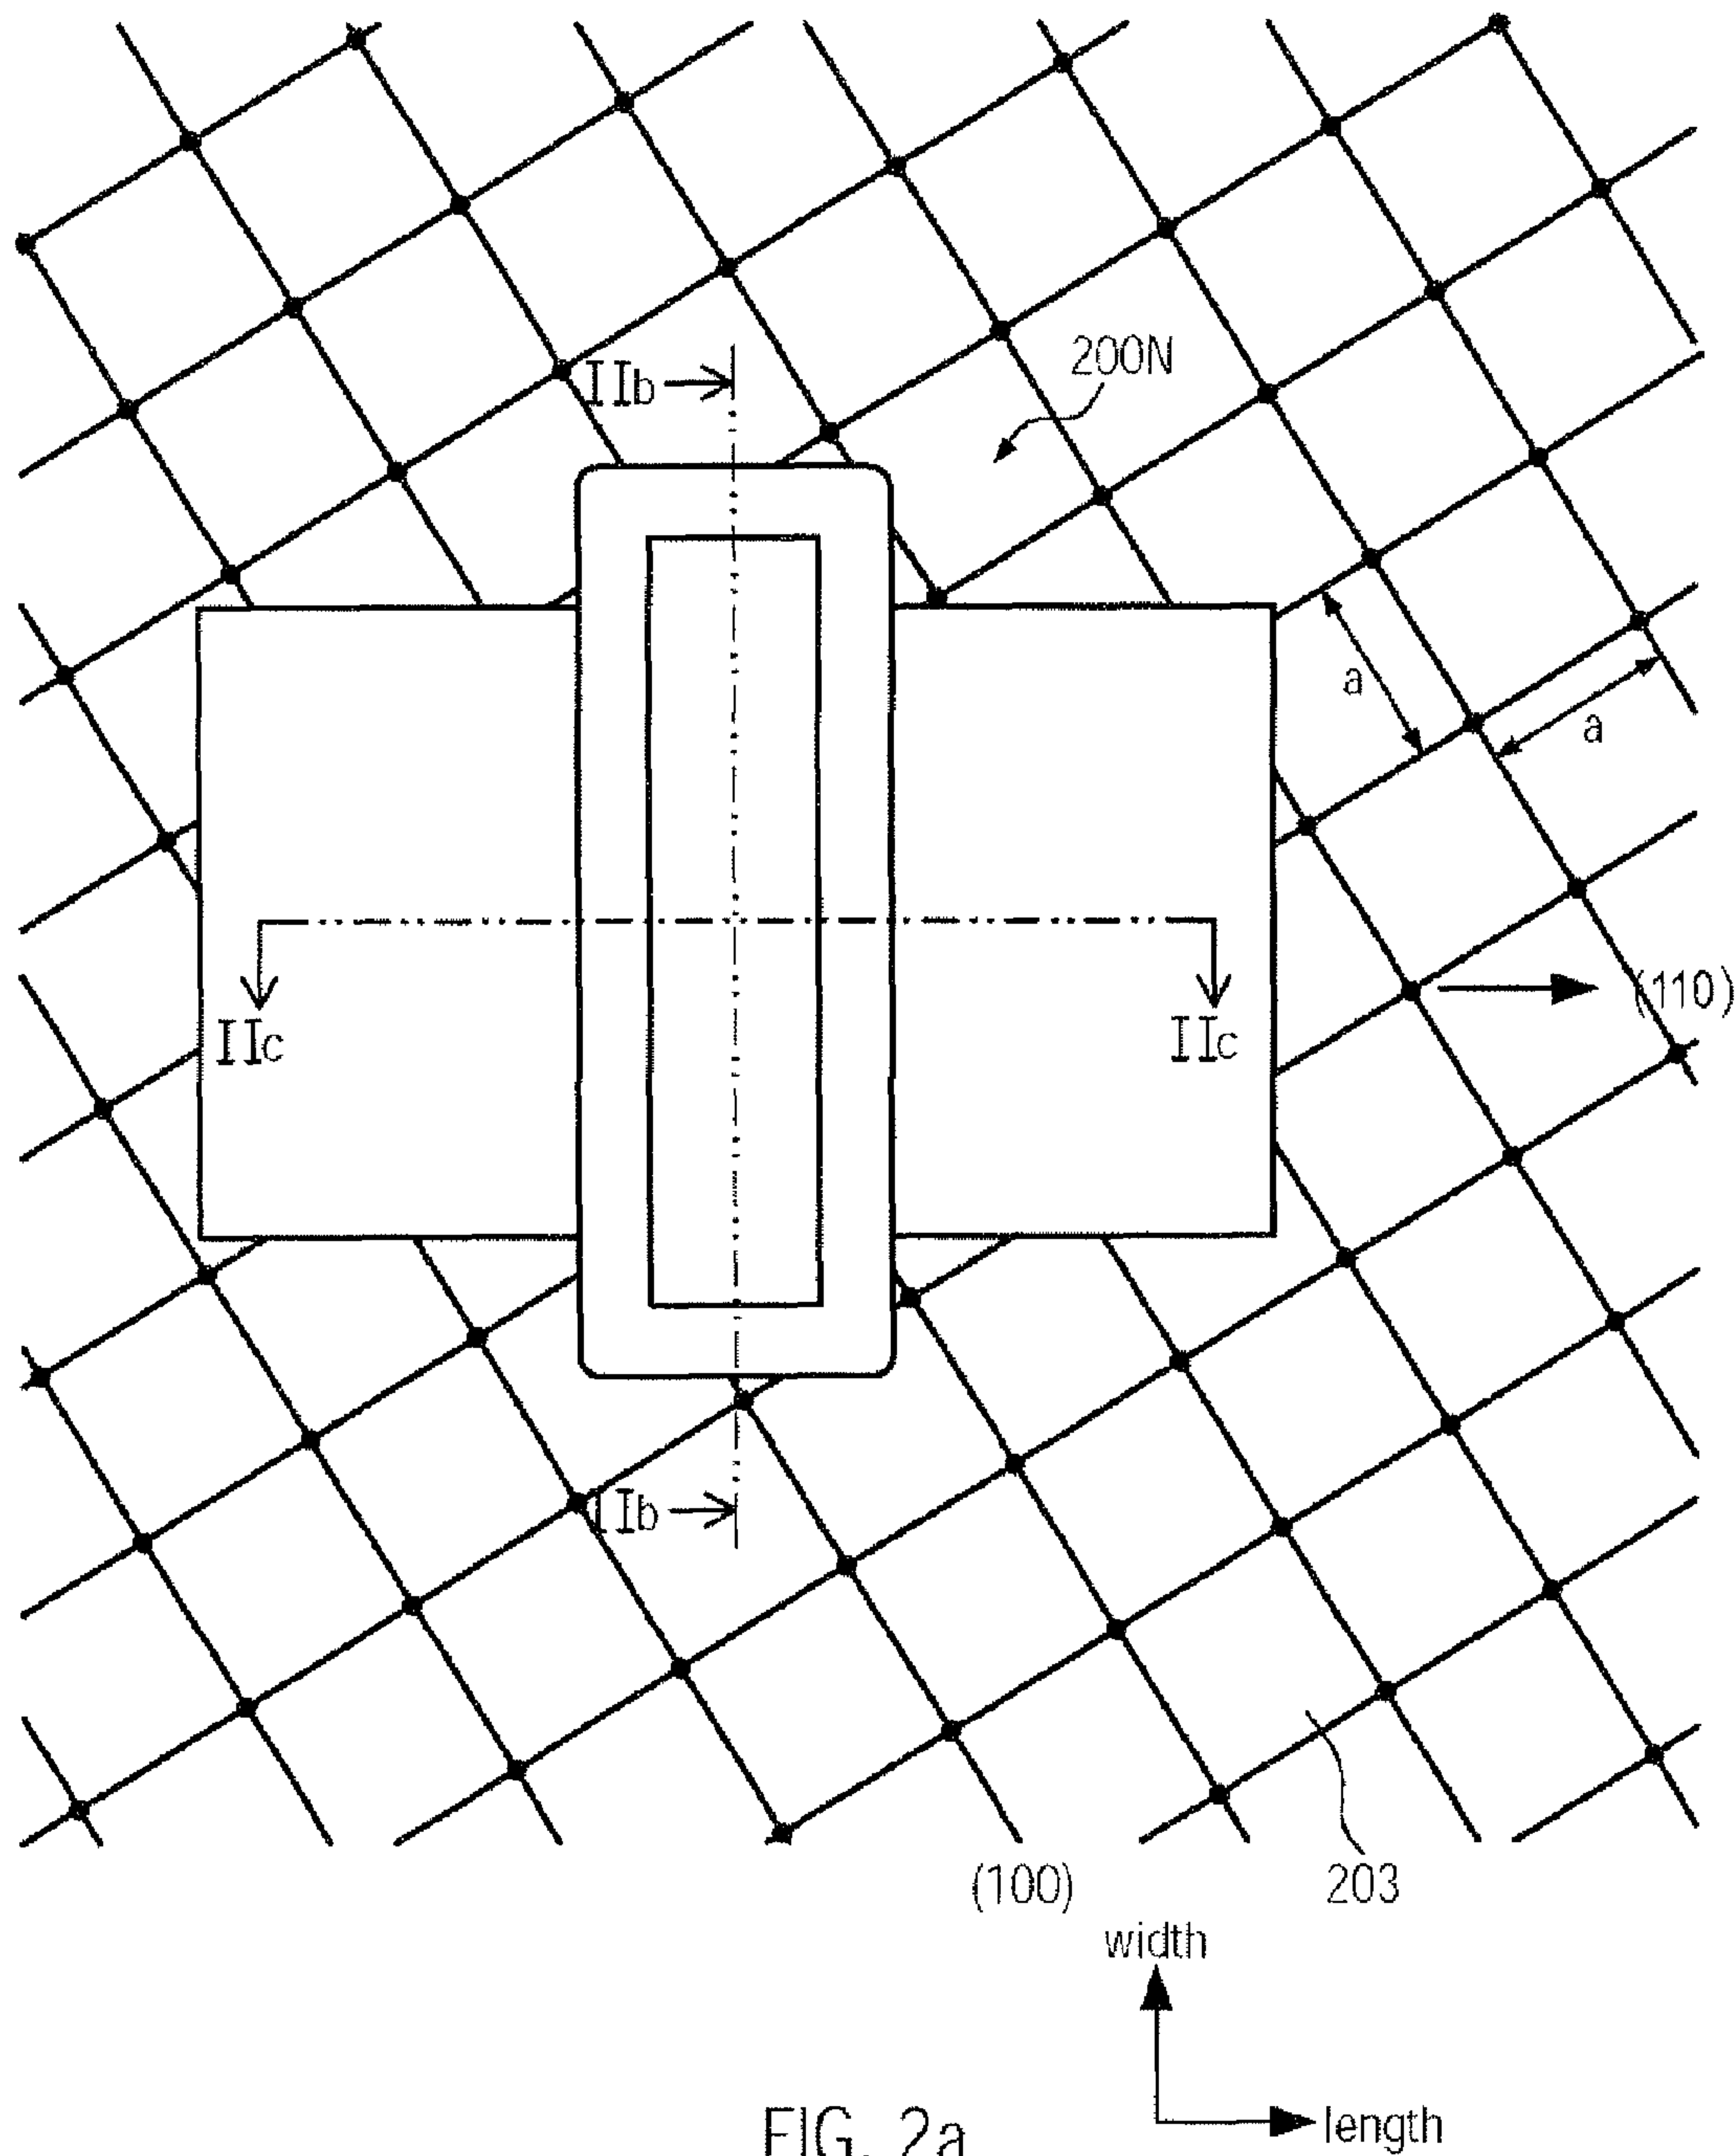 200N
IIb
a
a
(110)
IIc
IIc
IIb
(100)
203
width
length
FIG. 2a